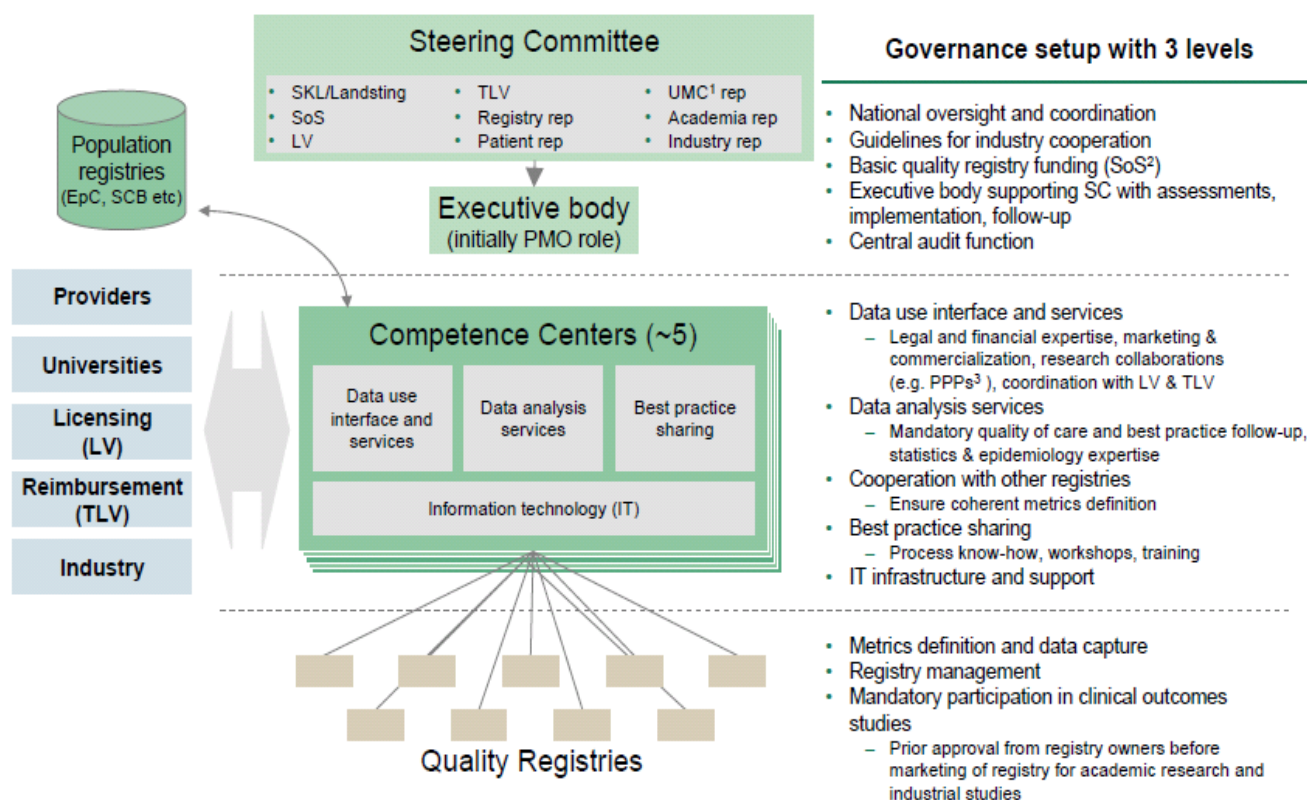 Steering Committee
• SKL/Landsting
• SoS
• LV
• TLV
• Registry rep
• Patient rep
• UMC¹ rep
• Academia rep
• Industry rep
Executive body
(initially PMO role)
Population
registries
(EpC, SCB etc)
Providers
Universities
Licensing
(LV)
Reimbursement
(TLV)
Industry
Competence Centers (~5)
Data use
interface and
services
Data analysis
services
Best practice
sharing
Information technology (IT)
Quality Registries
Governance setup with 3 levels
• National oversight and coordination
• Guidelines for industry cooperation
• Basic quality registry funding (SoS²)
• Executive body supporting SC with assessments,
implementation, follow-up
• Central audit function
• Data use interface and services
– Legal and financial expertise, marketing &
commercialization, research collaborations
(e.g. PPPs³ ), coordination with LV & TLV
• Data analysis services
– Mandatory quality of care and best practice follow-up,
statistics & epidemiology expertise
• Cooperation with other registries
– Ensure coherent metrics definition
• Best practice sharing
– Process know-how, workshops, training
• IT infrastructure and support
• Metrics definition and data capture
• Registry management
• Mandatory participation in clinical outcomes
studies
– Prior approval from registry owners before
marketing of registry for academic research and
industrial studies